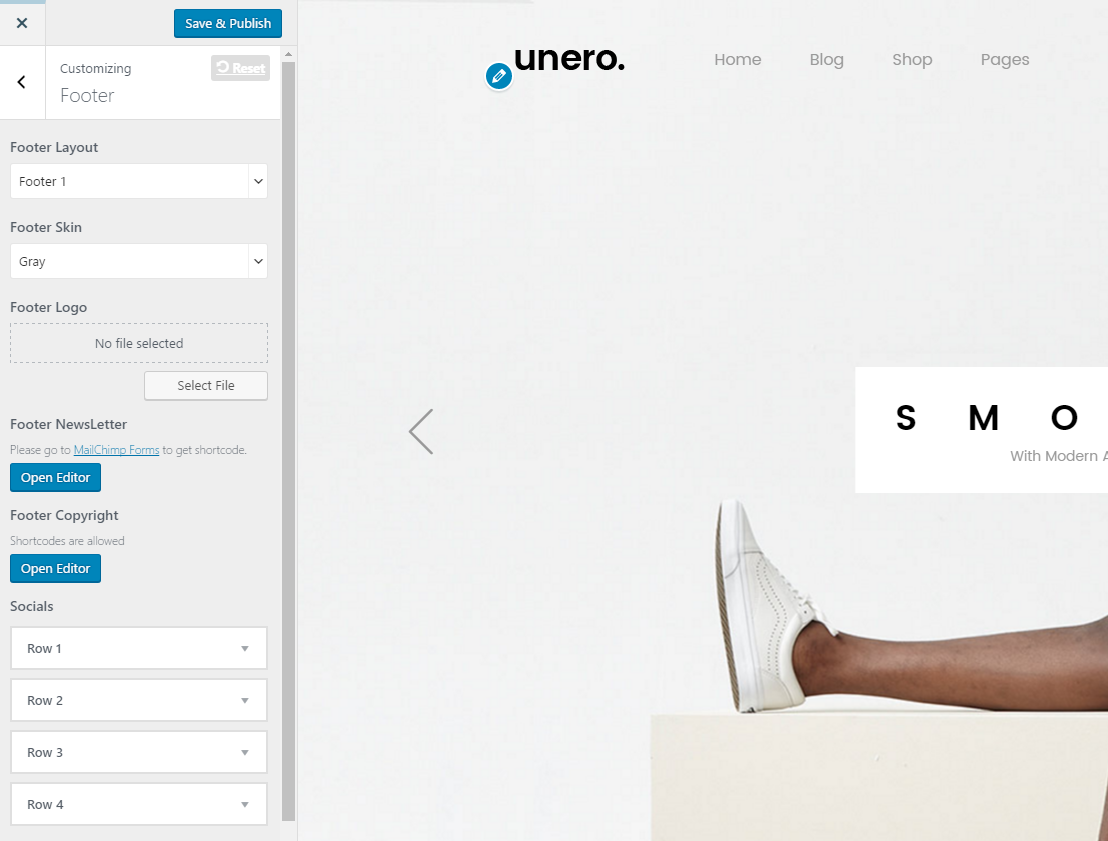 Save & Publish
Customizing
Reset
Footer
Footer Layout
Footer 1
Footer Skin
Gray
Footer Logo
No file selected
Select File
Footer NewsLetter
Please go to MailChimp Forms to get shortcode.
Open Editor
Footer Copyright
Shortcodes are allowed
Open Editor
Socials
Row 1
Row 2
Row 3
Row 4
unero.
Home Blog Shop Pages
S M O
With Modern A